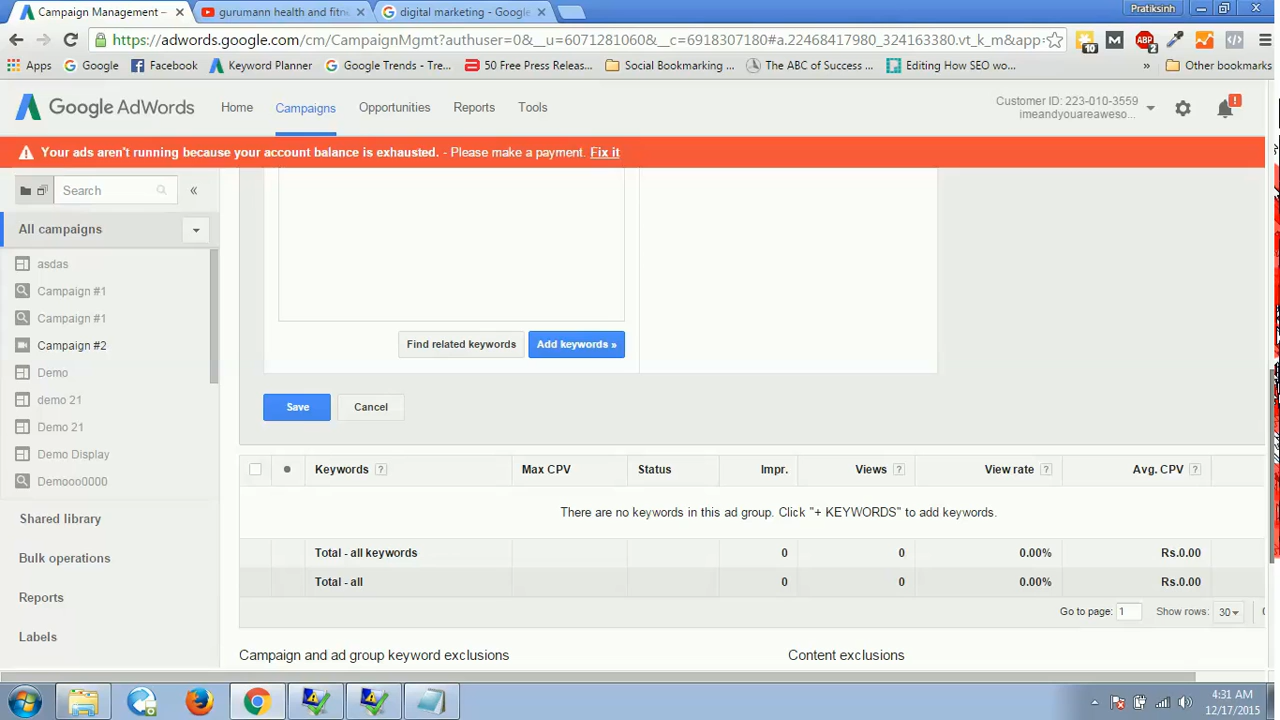 Campaign Management -
gurumann health and fitne
digital marketing - Google
Pratiksinh
https://adwords.google.com/cm/CampaignMgmt?authuser=0&__u=6071281060&__c=6918307180#a.22468417980_324163380.vt_k_m&app=
10
ABP
2
Apps
Google
Facebook
Keyword Planner
Google Trends - Tre...
50 Free Press Releas...
Social Bookmarking ...
The ABC of Success ...
Editing How SEO wo...
»
Other bookmarks
Google AdWords
Home
Campaigns
Opportunities
Reports
Tools
Customer ID: 223-010-3559
imeandyouareaweso...
Your ads aren't running because your account balance is exhausted. - Please make a payment. Fix it
Search
«
All campaigns
asdas
Campaign #1
Campaign #1
Campaign #2
Demo
demo 21
Demo 21
Demo Display
Demooo0000
Shared library
Bulk operations
Reports
Labels
Find related keywords
Add keywords »
Save
Cancel
Keywords ? Max CPV Status Impr. Views ? View rate ? Avg. CPV ?
There are no keywords in this ad group. Click "+ KEYWORDS" to add keywords.
Total - all keywords 0 0 0.00% Rs.0.00
Total - all 0 0 0.00% Rs.0.00
Go to page: 1 Show rows: 30
Campaign and ad group keyword exclusions
Content exclusions
4:31 AM
12/17/2015